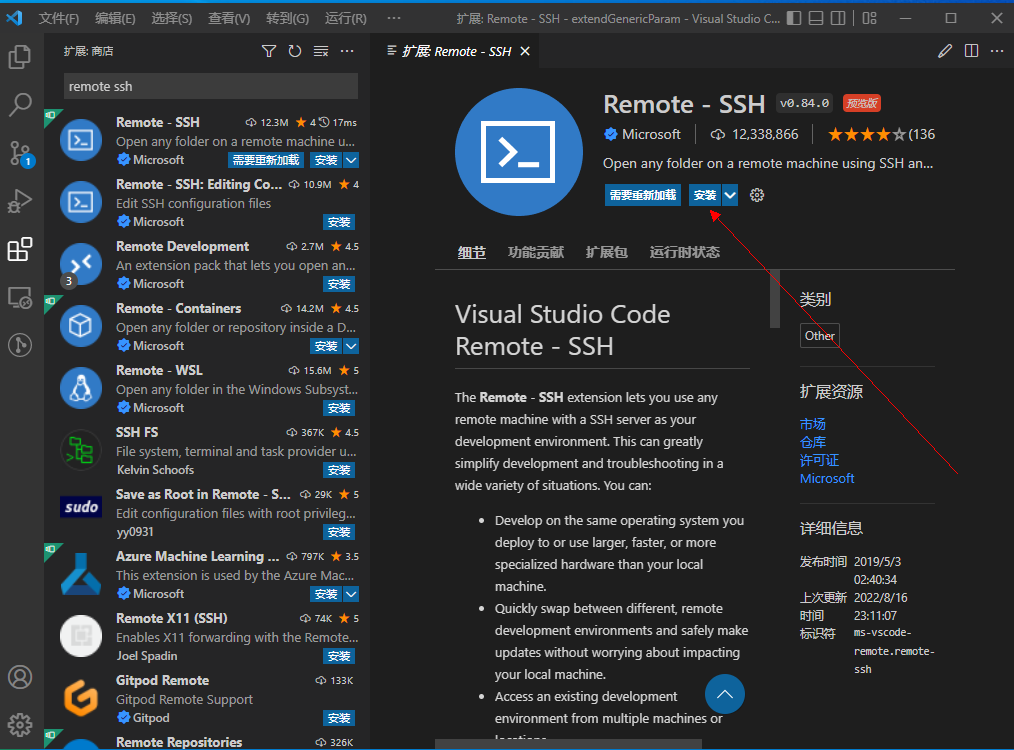 文件(F) 编辑(E) 选择(S) 查看(V) 转到(G) 运行(R) ··· 扩展: Remote - SSH - extendGenericParam - Visual Studio C...
扩展: 商店
remote ssh
Remote - SSH 12.3M 4 17ms
Open any folder on a remote machine u...
Microsoft 需要重新加载 安装
Remote - SSH: Editing Co... 10.9M 4
Edit SSH configuration files
Microsoft 安装
Remote Development 2.7M 4.5
An extension pack that lets you open an...
3 Microsoft 安装
Remote - Containers 14.2M 4.5
Open any folder or repository inside a D...
Microsoft 安装
Remote - WSL 15.6M 5
Open any folder in the Windows Subsyst...
Microsoft 安装
SSH FS 367K 4.5
File system, terminal and task provider u...
Kelvin Schoofs 安装
Save as Root in Remote - S... 29K 5
sudo Edit configuration files with root privileg...
yy0931 安装
Azure Machine Learning ... 797K 3.5
This extension is used by the Azure Mac...
Microsoft 安装
Remote X11 (SSH) 74K 5
Enables X11 forwarding with the Remote...
Joel Spadin 安装
Gitpod Remote 133K
Gitpod Remote Support
Gitpod 安装
Remote Repositories 326K
1
扩展: Remote - SSH
Remote - SSH v0.84.0 预览版
Microsoft 12,338,866 (136
Open any folder on a remote machine using SSH an...
需要重新加载 安装
细节 功能贡献 扩展包 运行时状态
Visual Studio Code
Remote - SSH
The Remote - SSH extension lets you use any
remote machine with a SSH server as your
development environment. This can greatly
simplify development and troubleshooting in a
wide variety of situations. You can:
• Develop on the same operating system you
deploy to or use larger, faster, or more
specialized hardware than your local
machine.
• Quickly swap between different, remote
development environments and safely make
updates without worrying about impacting
your local machine.
• Access an existing development
environment from multiple machines or
locations.
类别
Other
扩展资源
市场
仓库
许可证
Microsoft
详细信息
发布时间 2019/5/3
02:40:34
上次更新 2022/8/16
时间 23:11:07
标识符 ms-vscode-
remote.remote-
ssh